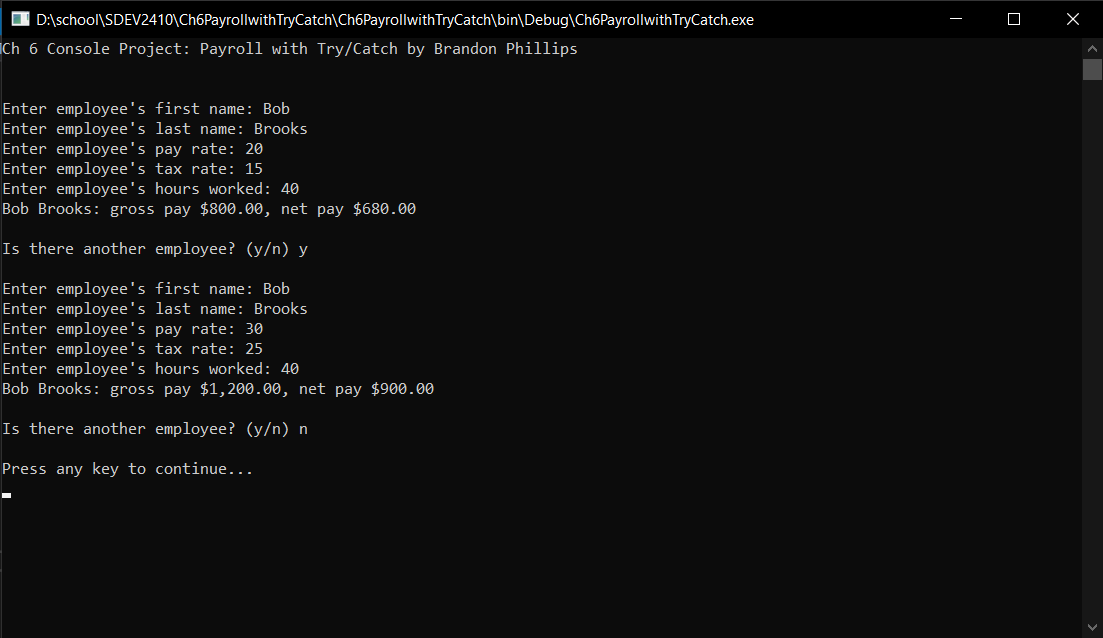 D:\school\SDEV2410\Ch6PayrollwithTryCatch\Ch6PayrollwithTryCatch\bin\Debug\Ch6PayrollwithTryCatch.exe
Ch 6 Console Project: Payroll with Try/Catch by Brandon Phillips
Enter employee's first name: Bob
Enter employee's last name: Brooks
Enter employee's pay rate: 20
Enter employee's tax rate: 15
Enter employee's hours worked: 40
Bob Brooks: gross pay $800.00, net pay $680.00
Is there another employee? (y/n) y
Enter employee's first name: Bob
Enter employee's last name: Brooks
Enter employee's pay rate: 30
Enter employee's tax rate: 25
Enter employee's hours worked: 40
Bob Brooks: gross pay $1,200.00, net pay $900.00
Is there another employee? (y/n) n
Press any key to continue...